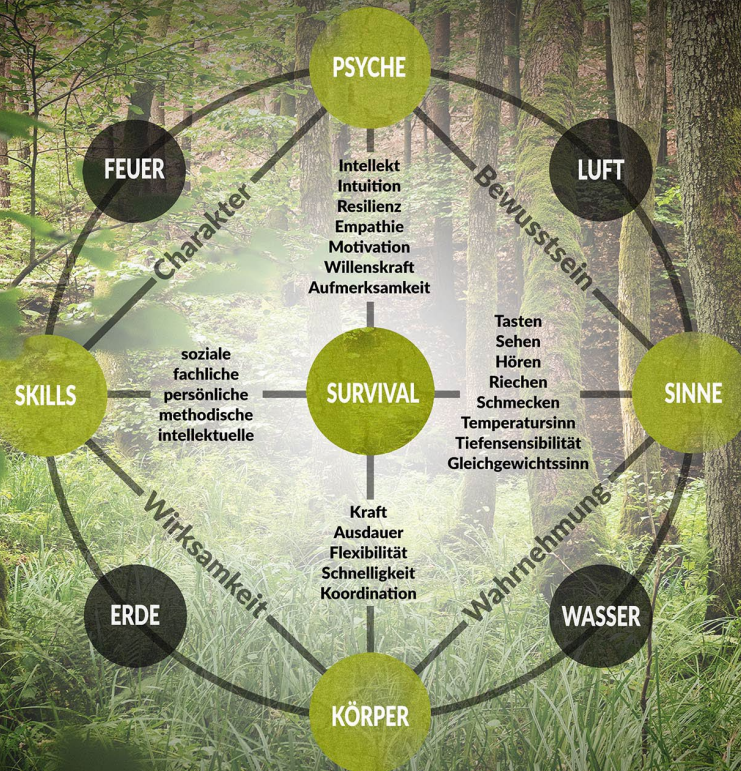 PSYCHE
FEUER
LUFT
Charakter
Bewusstsein
Intellekt
Intuition
Resilienz
Empathie
Motivation
Willenskraft
Aufmerksamkeit
SKILLS
soziale
fachliche
persönliche
methodische
intellektuelle
SURVIVAL
Tasten
Sehen
Hören
Riechen
Schmecken
Temperatursinn
Tiefensensibilität
Gleichgewichtssinn
SINNE
Kraft
Ausdauer
Flexibilität
Schnelligkeit
Koordination
Wirksamkeit
Wahrnehmung
ERDE
WASSER
KÖRPER